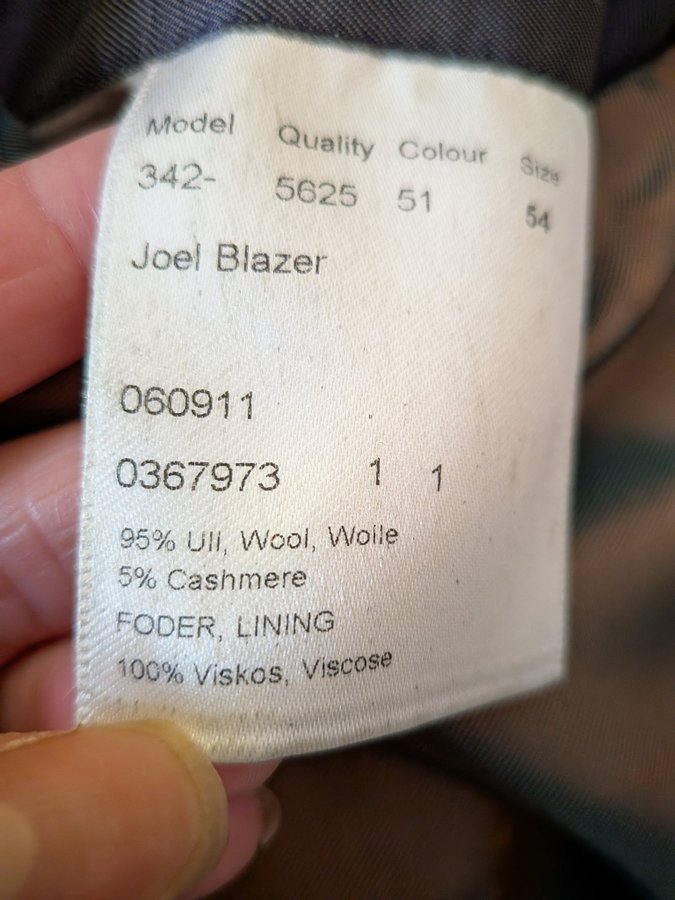 Model Quality Colour Size
342- 5625 51 54
Joel Blazer
060911
0367973 1 1
95% Ull, Wool, Wolle
5% Cashmere
FODER, LINING
100% Viskos, Viscose